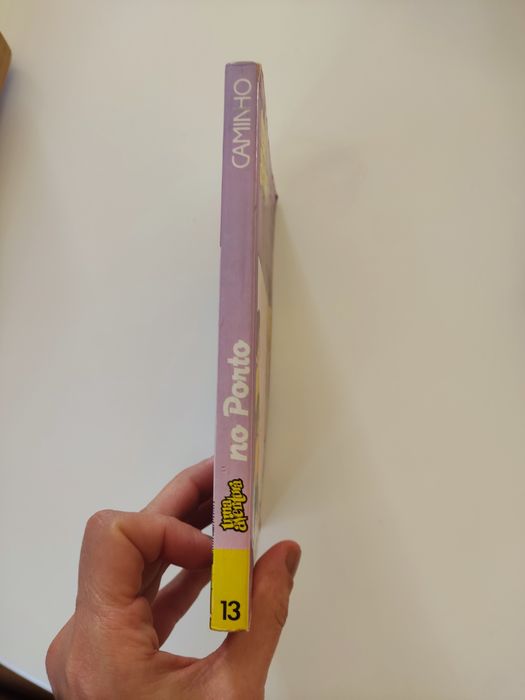 CAMINHO
no Porto
uma
aventura
13